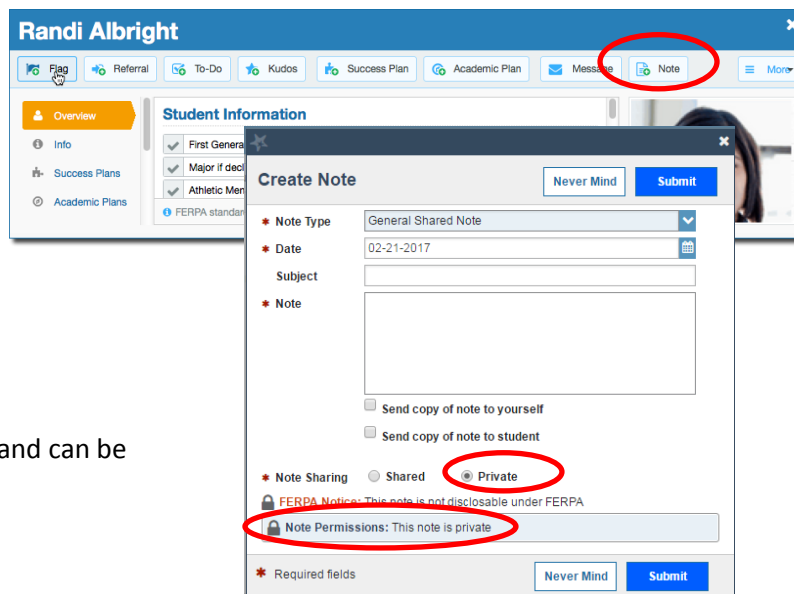 Randi Albright
Flag Referral To-Do Kudos Success Plan Academic Plan Message Note More
Overview
Info
Success Plans
Academic Plans
Student Information
First Genera
Major if decl
Athletic Mem
FERPA standar
Create Note Never Mind Submit
* Note Type General Shared Note
* Date 02-21-2017
Subject
* Note
Send copy of note to yourself
Send copy of note to student
and can be
* Note Sharing Shared Private
FERPA Notice: This note is not disclosable under FERPA
Note Permissions: This note is private
* Required fields Never Mind Submit